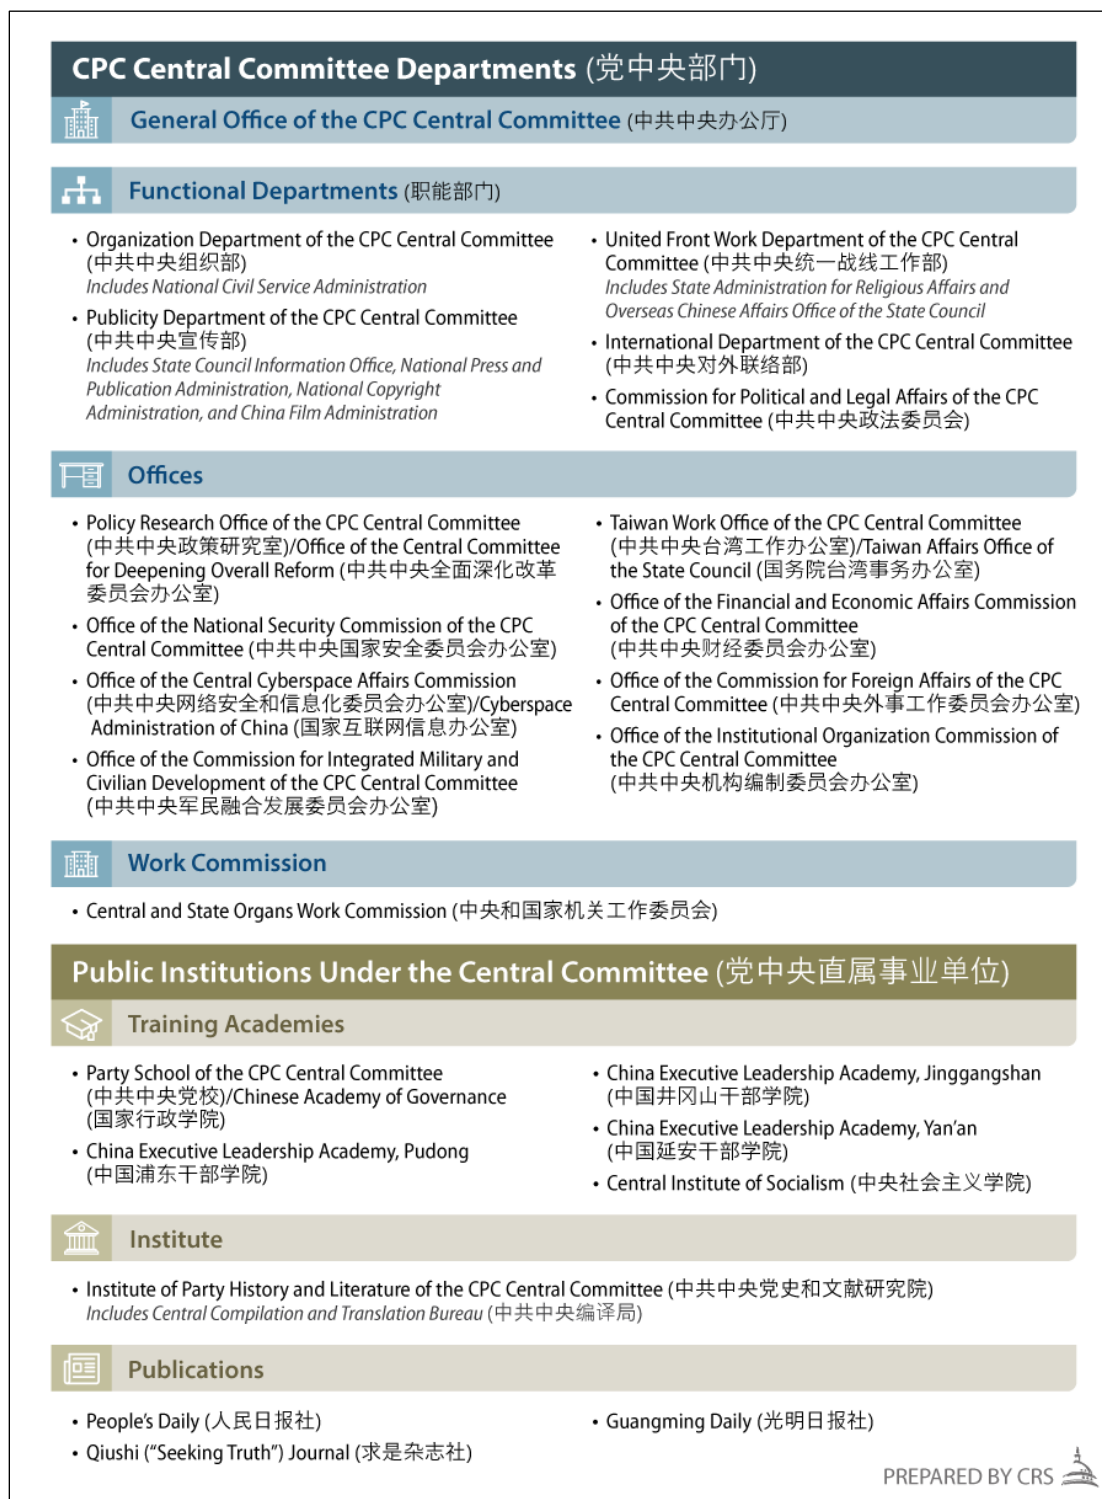 CPC Central Committee Departments (党中央部门)
General Office of the CPC Central Committee (中共中央办公厅)
Functional Departments (职能部门)
• Organization Department of the CPC Central Committee
(中共中央组织部)
Includes National Civil Service Administration
• Publicity Department of the CPC Central Committee
(中共中央宣传部)
Includes State Council Information Office, National Press and
Publication Administration, National Copyright
Administration, and China Film Administration
• United Front Work Department of the CPC Central
Committee (中共中央统一战线工作部)
Includes State Administration for Religious Affairs and
Overseas Chinese Affairs Office of the State Council
• International Department of the CPC Central Committee
(中共中央对外联络部)
• Commission for Political and Legal Affairs of the CPC
Central Committee (中共中央政法委员会)
Offices
• Policy Research Office of the CPC Central Committee
(中共中央政策研究室)/Office of the Central Committee
for Deepening Overall Reform (中共中央全面深化改革
委员会办公室)
• Office of the National Security Commission of the CPC
Central Committee (中共中央国家安全委员会办公室)
• Office of the Central Cyberspace Affairs Commission
(中共中央网络安全和信息化委员会办公室)/Cyberspace
Administration of China (国家互联网信息办公室)
• Office of the Commission for Integrated Military and
Civilian Development of the CPC Central Committee
(中共中央军民融合发展委员会办公室)
• Taiwan Work Office of the CPC Central Committee
(中共中央台湾工作办公室)/Taiwan Affairs Office of
the State Council (国务院台湾事务办公室)
• Office of the Financial and Economic Affairs Commission
of the CPC Central Committee
(中共中央财经委员会办公室)
• Office of the Commission for Foreign Affairs of the CPC
Central Committee (中共中央外事工作委员会办公室)
• Office of the Institutional Organization Commission of
the CPC Central Committee
(中共中央机构编制委员会办公室)
Work Commission
• Central and State Organs Work Commission (中央和国家机关工作委员会)
Public Institutions Under the Central Committee (党中央直属事业单位)
Training Academies
• Party School of the CPC Central Committee
(中共中央党校)/Chinese Academy of Governance
(国家行政学院)
• China Executive Leadership Academy, Pudong
(中国浦东干部学院)
• China Executive Leadership Academy, Jinggangshan
(中国井冈山干部学院)
• China Executive Leadership Academy, Yan’an
(中国延安干部学院)
• Central Institute of Socialism (中央社会主义学院)
Institute
• Institute of Party History and Literature of the CPC Central Committee (中共中央党史和文献研究院)
Includes Central Compilation and Translation Bureau (中共中央编译局)
Publications
• People’s Daily (人民日报社)
• Qiushi (“Seeking Truth”) Journal (求是杂志社)
• Guangming Daily (光明日报社)
PREPARED BY CRS